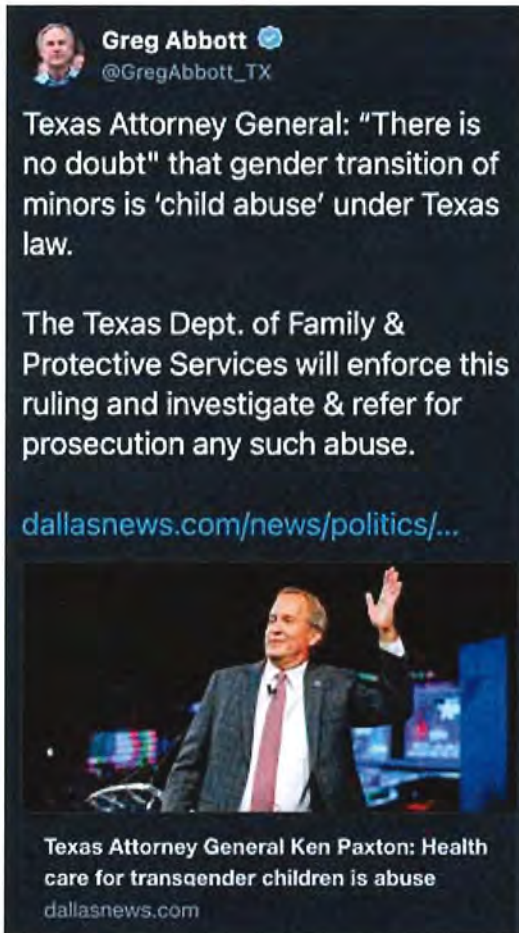 Greg Abbott
@GregAbbott_TX
Texas Attorney General: “There is
no doubt" that gender transition of
minors is ‘child abuse’ under Texas
law.
The Texas Dept. of Family &
Protective Services will enforce this
ruling and investigate & refer for
prosecution any such abuse.
dallasnews.com/news/politics/...
Texas Attorney General Ken Paxton: Health
care for transgender children is abuse
dallasnews.com